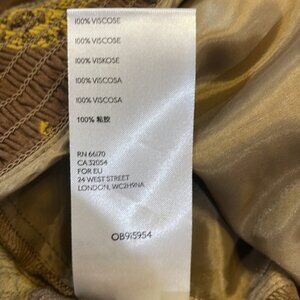 100% VISCOSE
100% VISCOSE
100% VISKOSE
100% VISCOSA
100% VISCOSA
100% 粘胶
RN 66170
CA 32054
FOR EU
24 WEST STREET
LONDON, WC2H9NA
OB915954